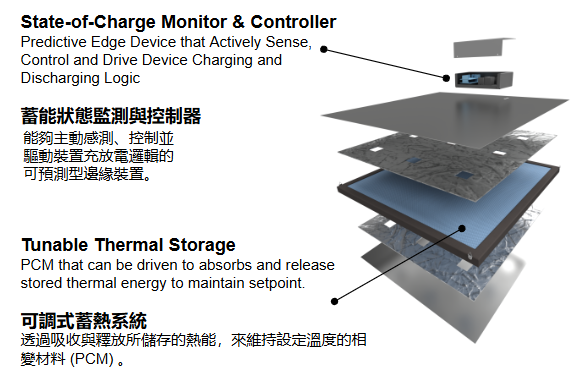 State-of-Charge Monitor & Controller
Predictive Edge Device that Actively Sense,
Control and Drive Device Charging and
Discharging Logic
蓄能狀態監測與控制器
能夠主動感測、控制並
驅動裝置充放電邏輯的
可預測型邊緣裝置。
Tunable Thermal Storage
PCM that can be driven to absorbs and release
stored thermal energy to maintain setpoint.
可調式蓄熱系統
透過吸收與釋放所儲存的熱能，來維持設定溫度的相
變材料 (PCM) 。